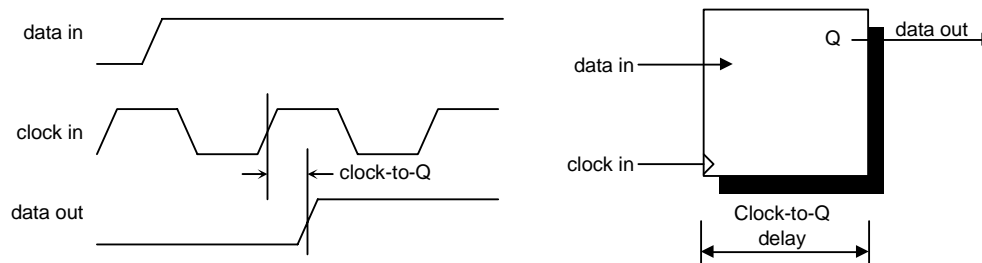 data in
clock in
clock-to-Q
data out
Q
data out
data in
clock in
Clock-to-Q
delay